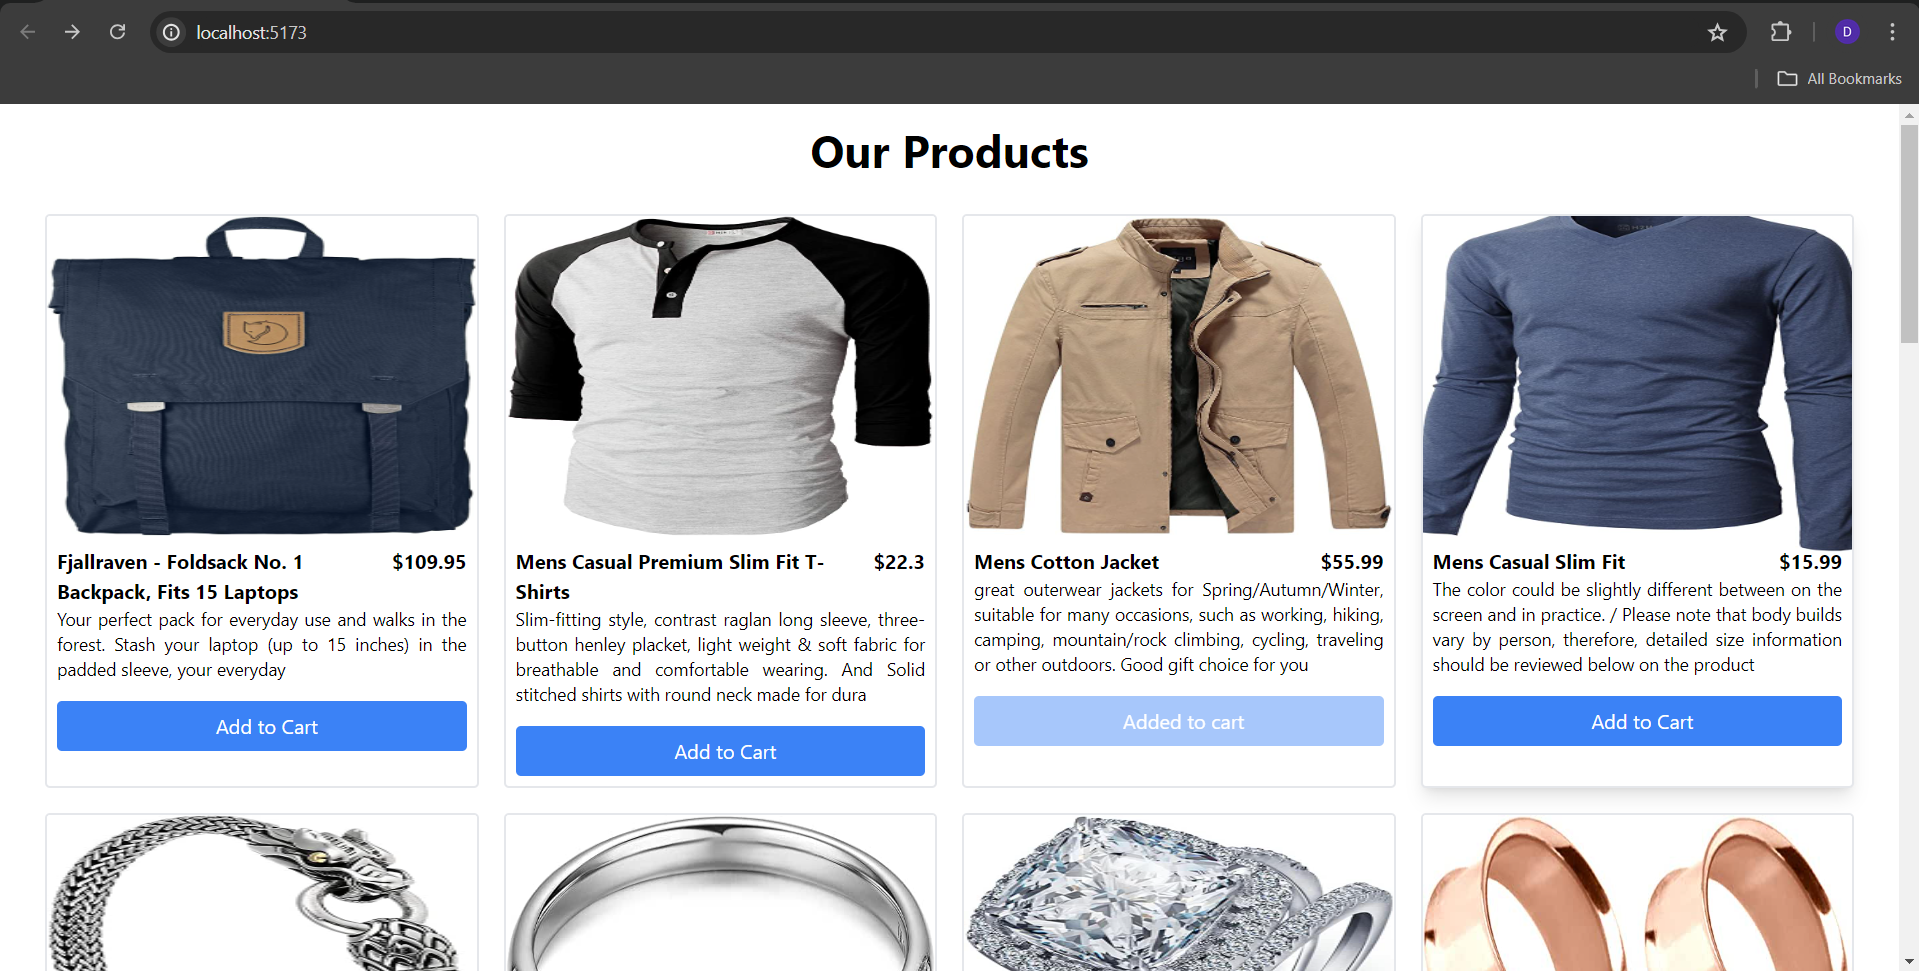 localhost:5173
D
All Bookmarks
Our Products
Fjallraven - Foldsack No. 1
Backpack, Fits 15 Laptops
$109.95
Your perfect pack for everyday use and walks in the
forest. Stash your laptop (up to 15 inches) in the
padded sleeve, your everyday
Add to Cart
Mens Casual Premium Slim Fit T-
Shirts
$22.3
Slim-fitting style, contrast raglan long sleeve, three-
button henley placket, light weight & soft fabric for
breathable and comfortable wearing. And Solid
stitched shirts with round neck made for dura
Add to Cart
Mens Cotton Jacket
$55.99
great outerwear jackets for Spring/Autumn/Winter,
suitable for many occasions, such as working, hiking,
camping, mountain/rock climbing, cycling, traveling
or other outdoors. Good gift choice for you
Added to cart
Mens Casual Slim Fit
$15.99
The color could be slightly different between on the
screen and in practice. / Please note that body builds
vary by person, therefore, detailed size information
should be reviewed below on the product
Add to Cart